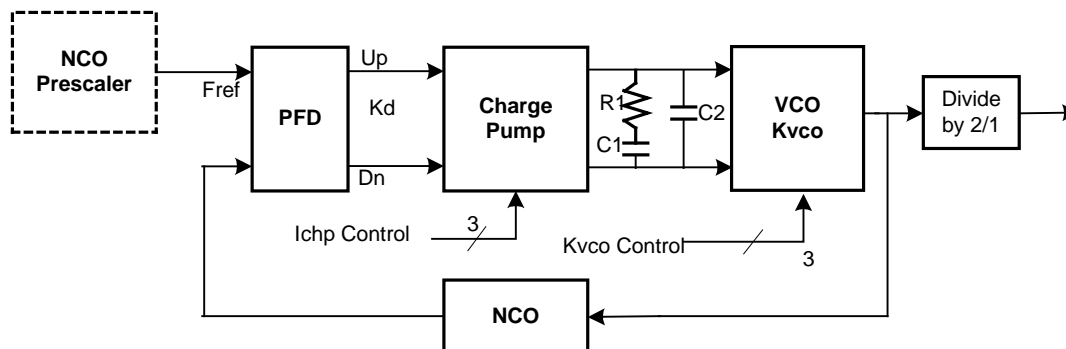 NCO
Prescaler
Fref
PFD
Up
Kd
Dn
Charge
Pump
R1
C1
C2
VCO
Kvco
Divide
by 2/1
Ichp Control
3
Kvco Control
3
NCO